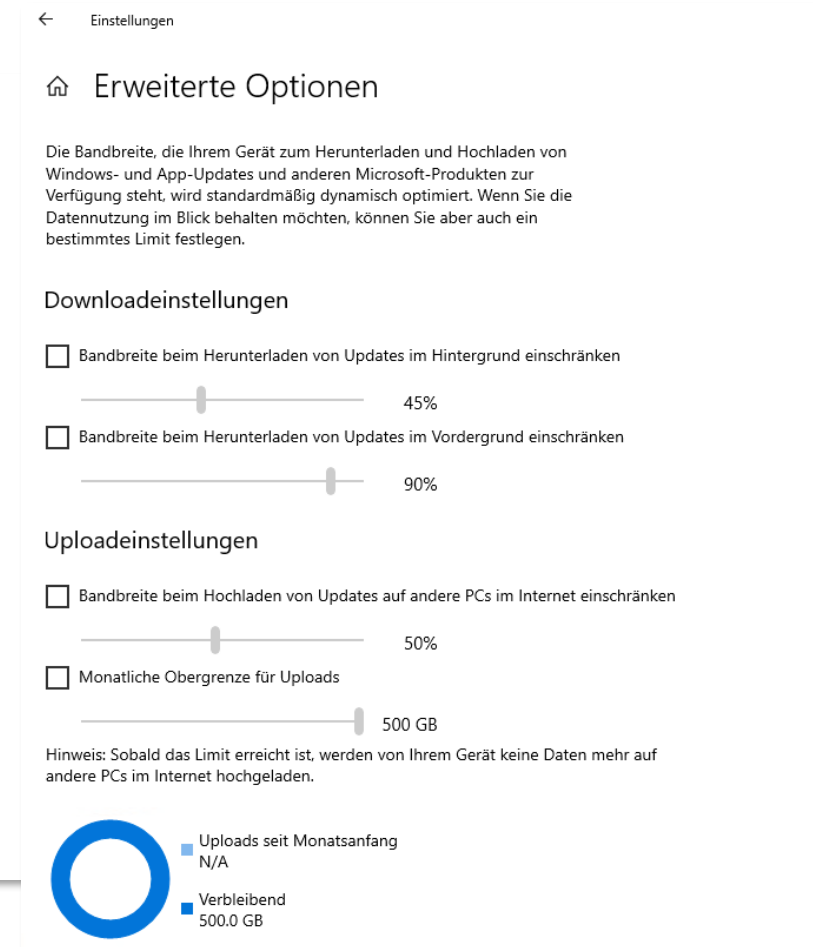 Einstellungen
Erweiterte Optionen
Die Bandbreite, die Ihrem Gerät zum Herunterladen und Hochladen von
Windows- und App-Updates und anderen Microsoft-Produkten zur
Verfügung steht, wird standardmäßig dynamisch optimiert. Wenn Sie die
Datennutzung im Blick behalten möchten, können Sie aber auch ein
bestimmtes Limit festlegen.
Downloadeinstellungen
Bandbreite beim Herunterladen von Updates im Hintergrund einschränken
45%
Bandbreite beim Herunterladen von Updates im Vordergrund einschränken
90%
Uploadeinstellungen
Bandbreite beim Hochladen von Updates auf andere PCs im Internet einschränken
50%
Monatliche Obergrenze für Uploads
500 GB
Hinweis: Sobald das Limit erreicht ist, werden von Ihrem Gerät keine Daten mehr auf
andere PCs im Internet hochgeladen.
Uploads seit Monatsanfang
N/A
Verbleibend
500.0 GB